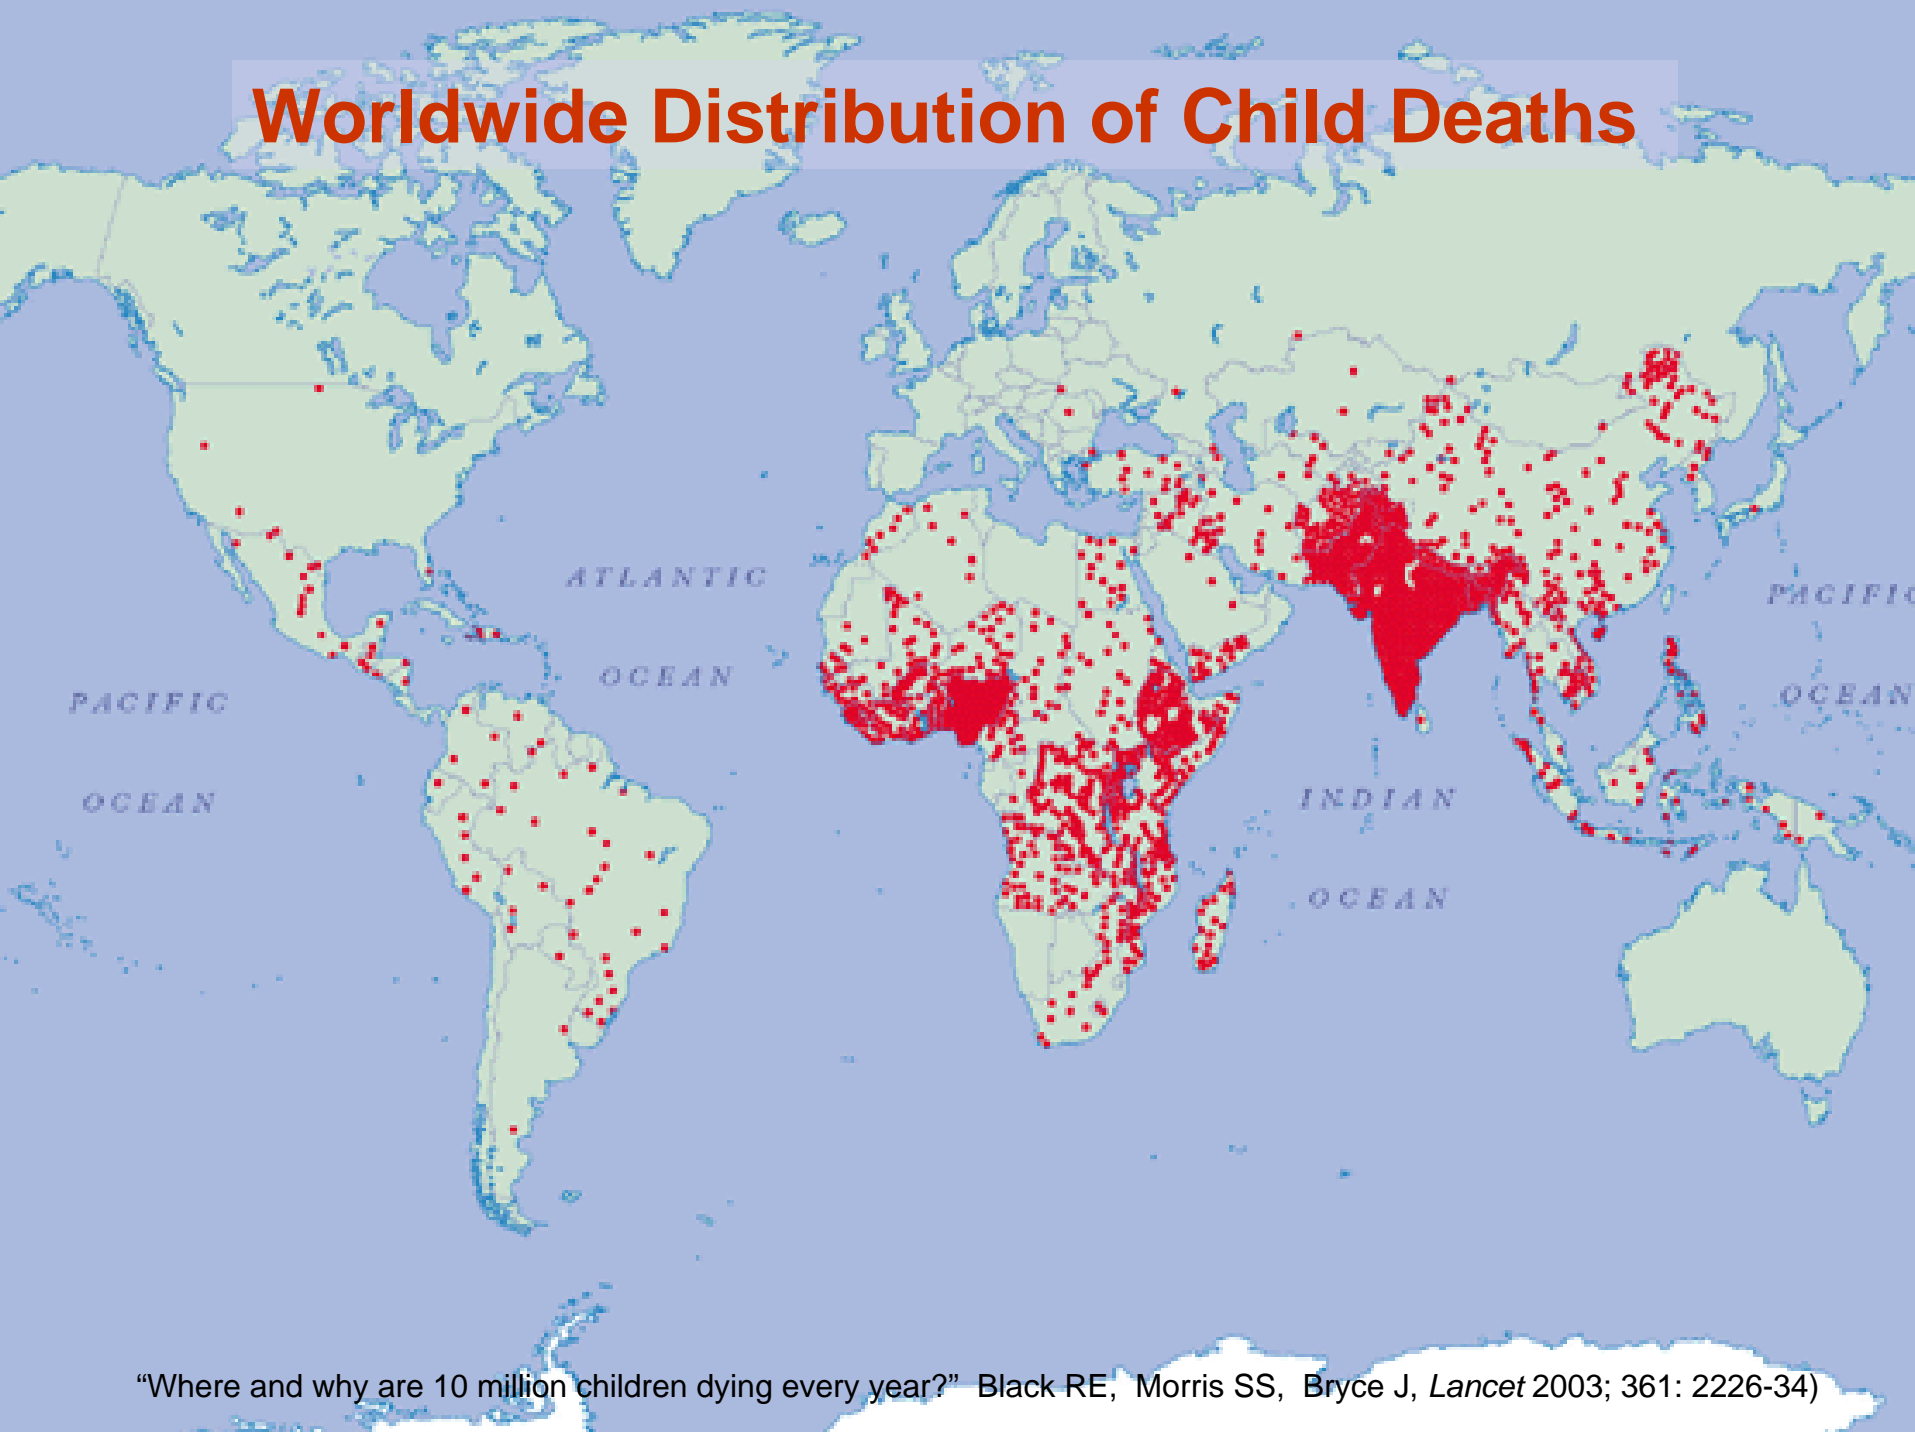 Worldwide Distribution of Child Deaths
ATLANTIC
PACIFIC
OCEAN
PACIFIC
OCEAN
OCEAN
INDIAN
OCEAN
OCEAN
“Where and why are 10 million children dying every year?” Black RE, Morris SS, Bryce J, Lancet 2003; 361: 2226-34)